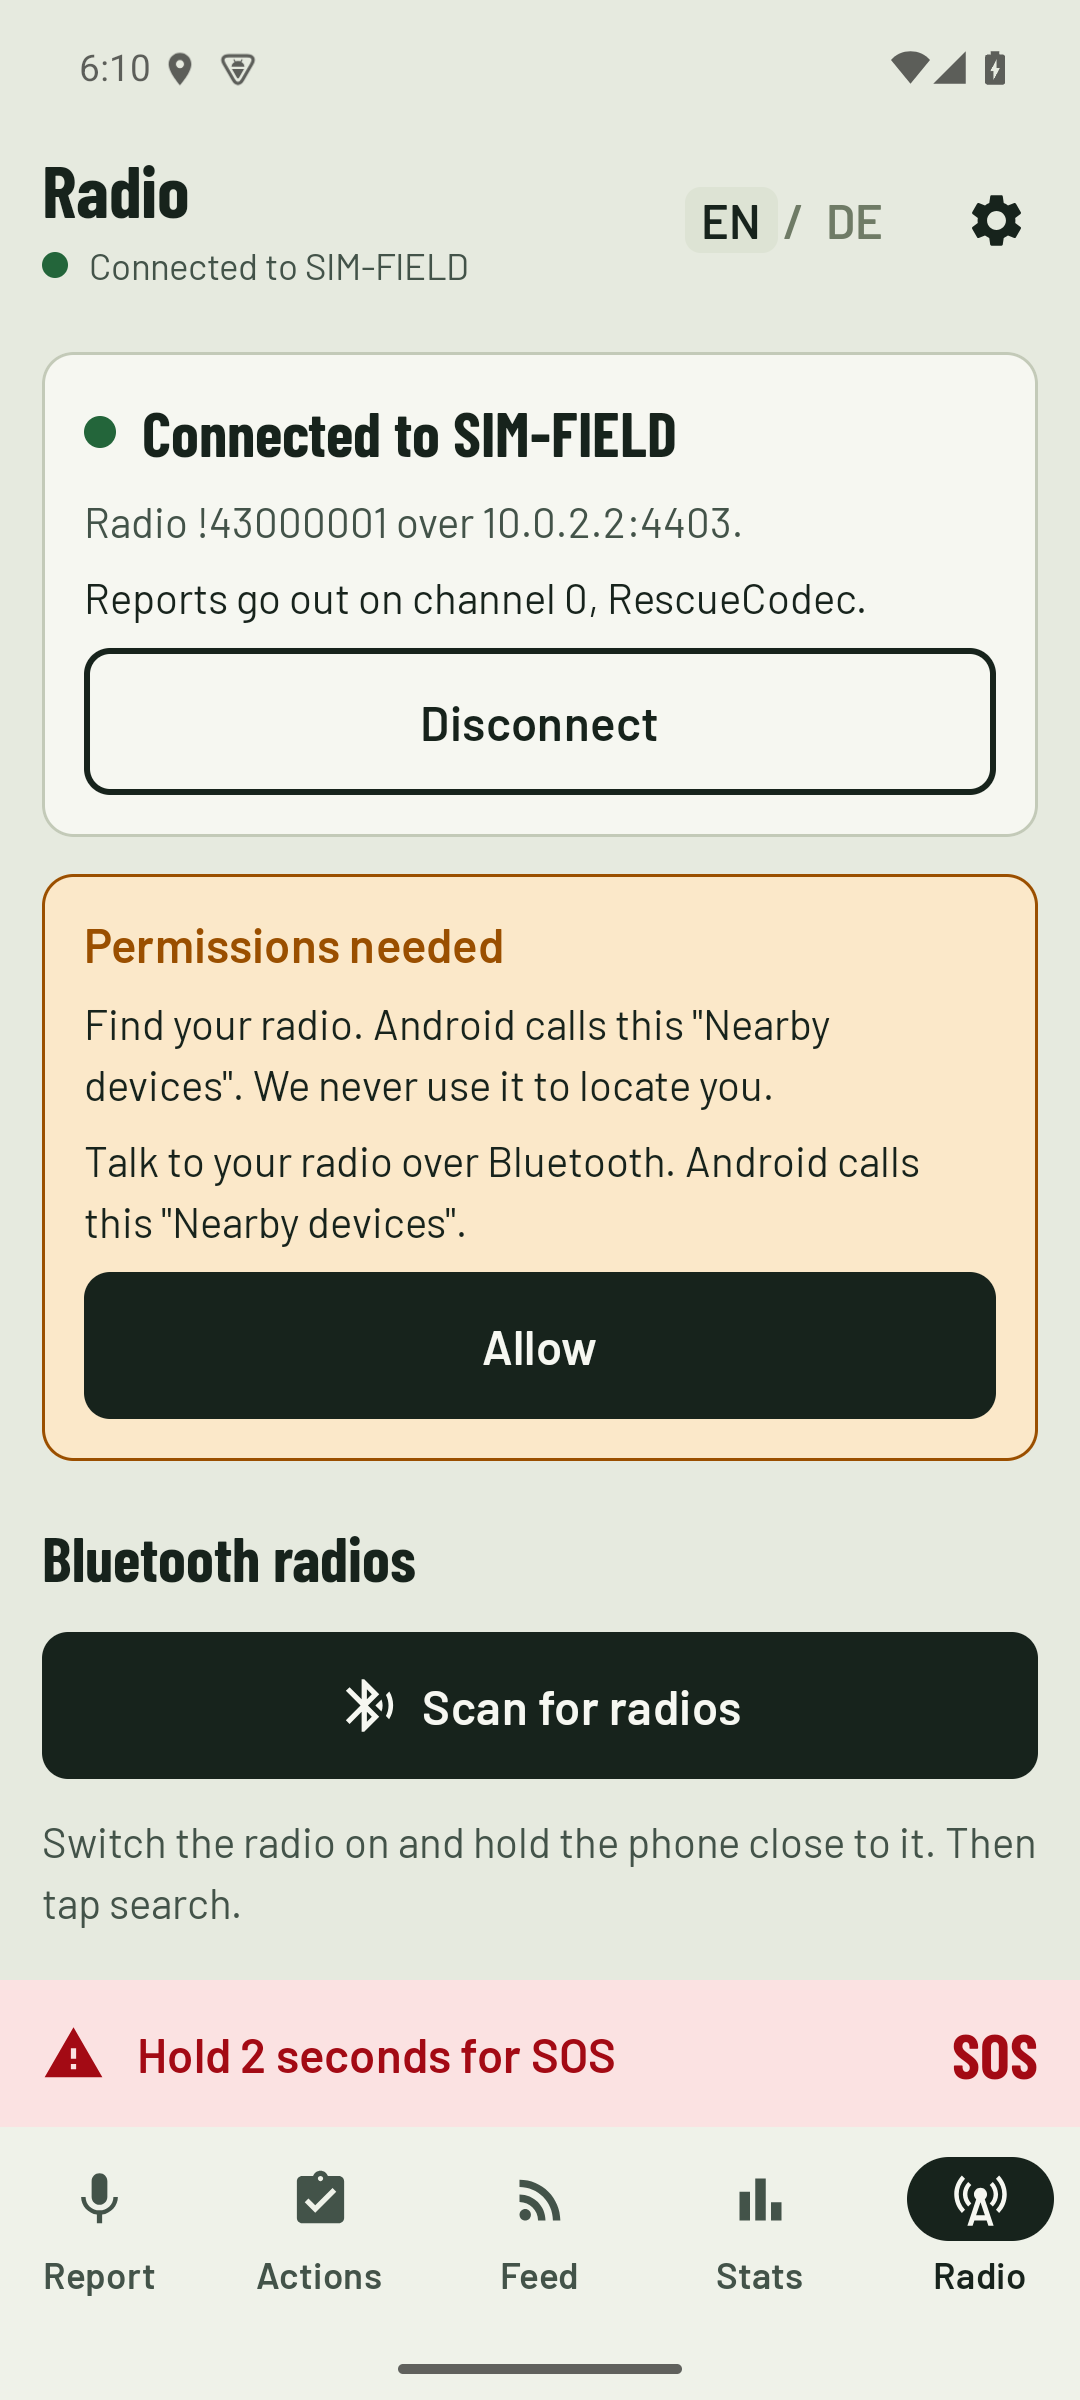 6:10
Radio
Connected to SIM-FIELD
EN / DE
Connected to SIM-FIELD
Radio !43000001 over 10.0.2.2:4403.
Reports go out on channel 0, RescueCodec.
Disconnect
Permissions needed
Find your radio. Android calls this "Nearby
devices". We never use it to locate you.
Talk to your radio over Bluetooth. Android calls
this "Nearby devices".
Allow
Bluetooth radios
Scan for radios
Switch the radio on and hold the phone close to it. Then
tap search.
Hold 2 seconds for SOS
SOS
Report
Actions
Feed
Stats
Radio